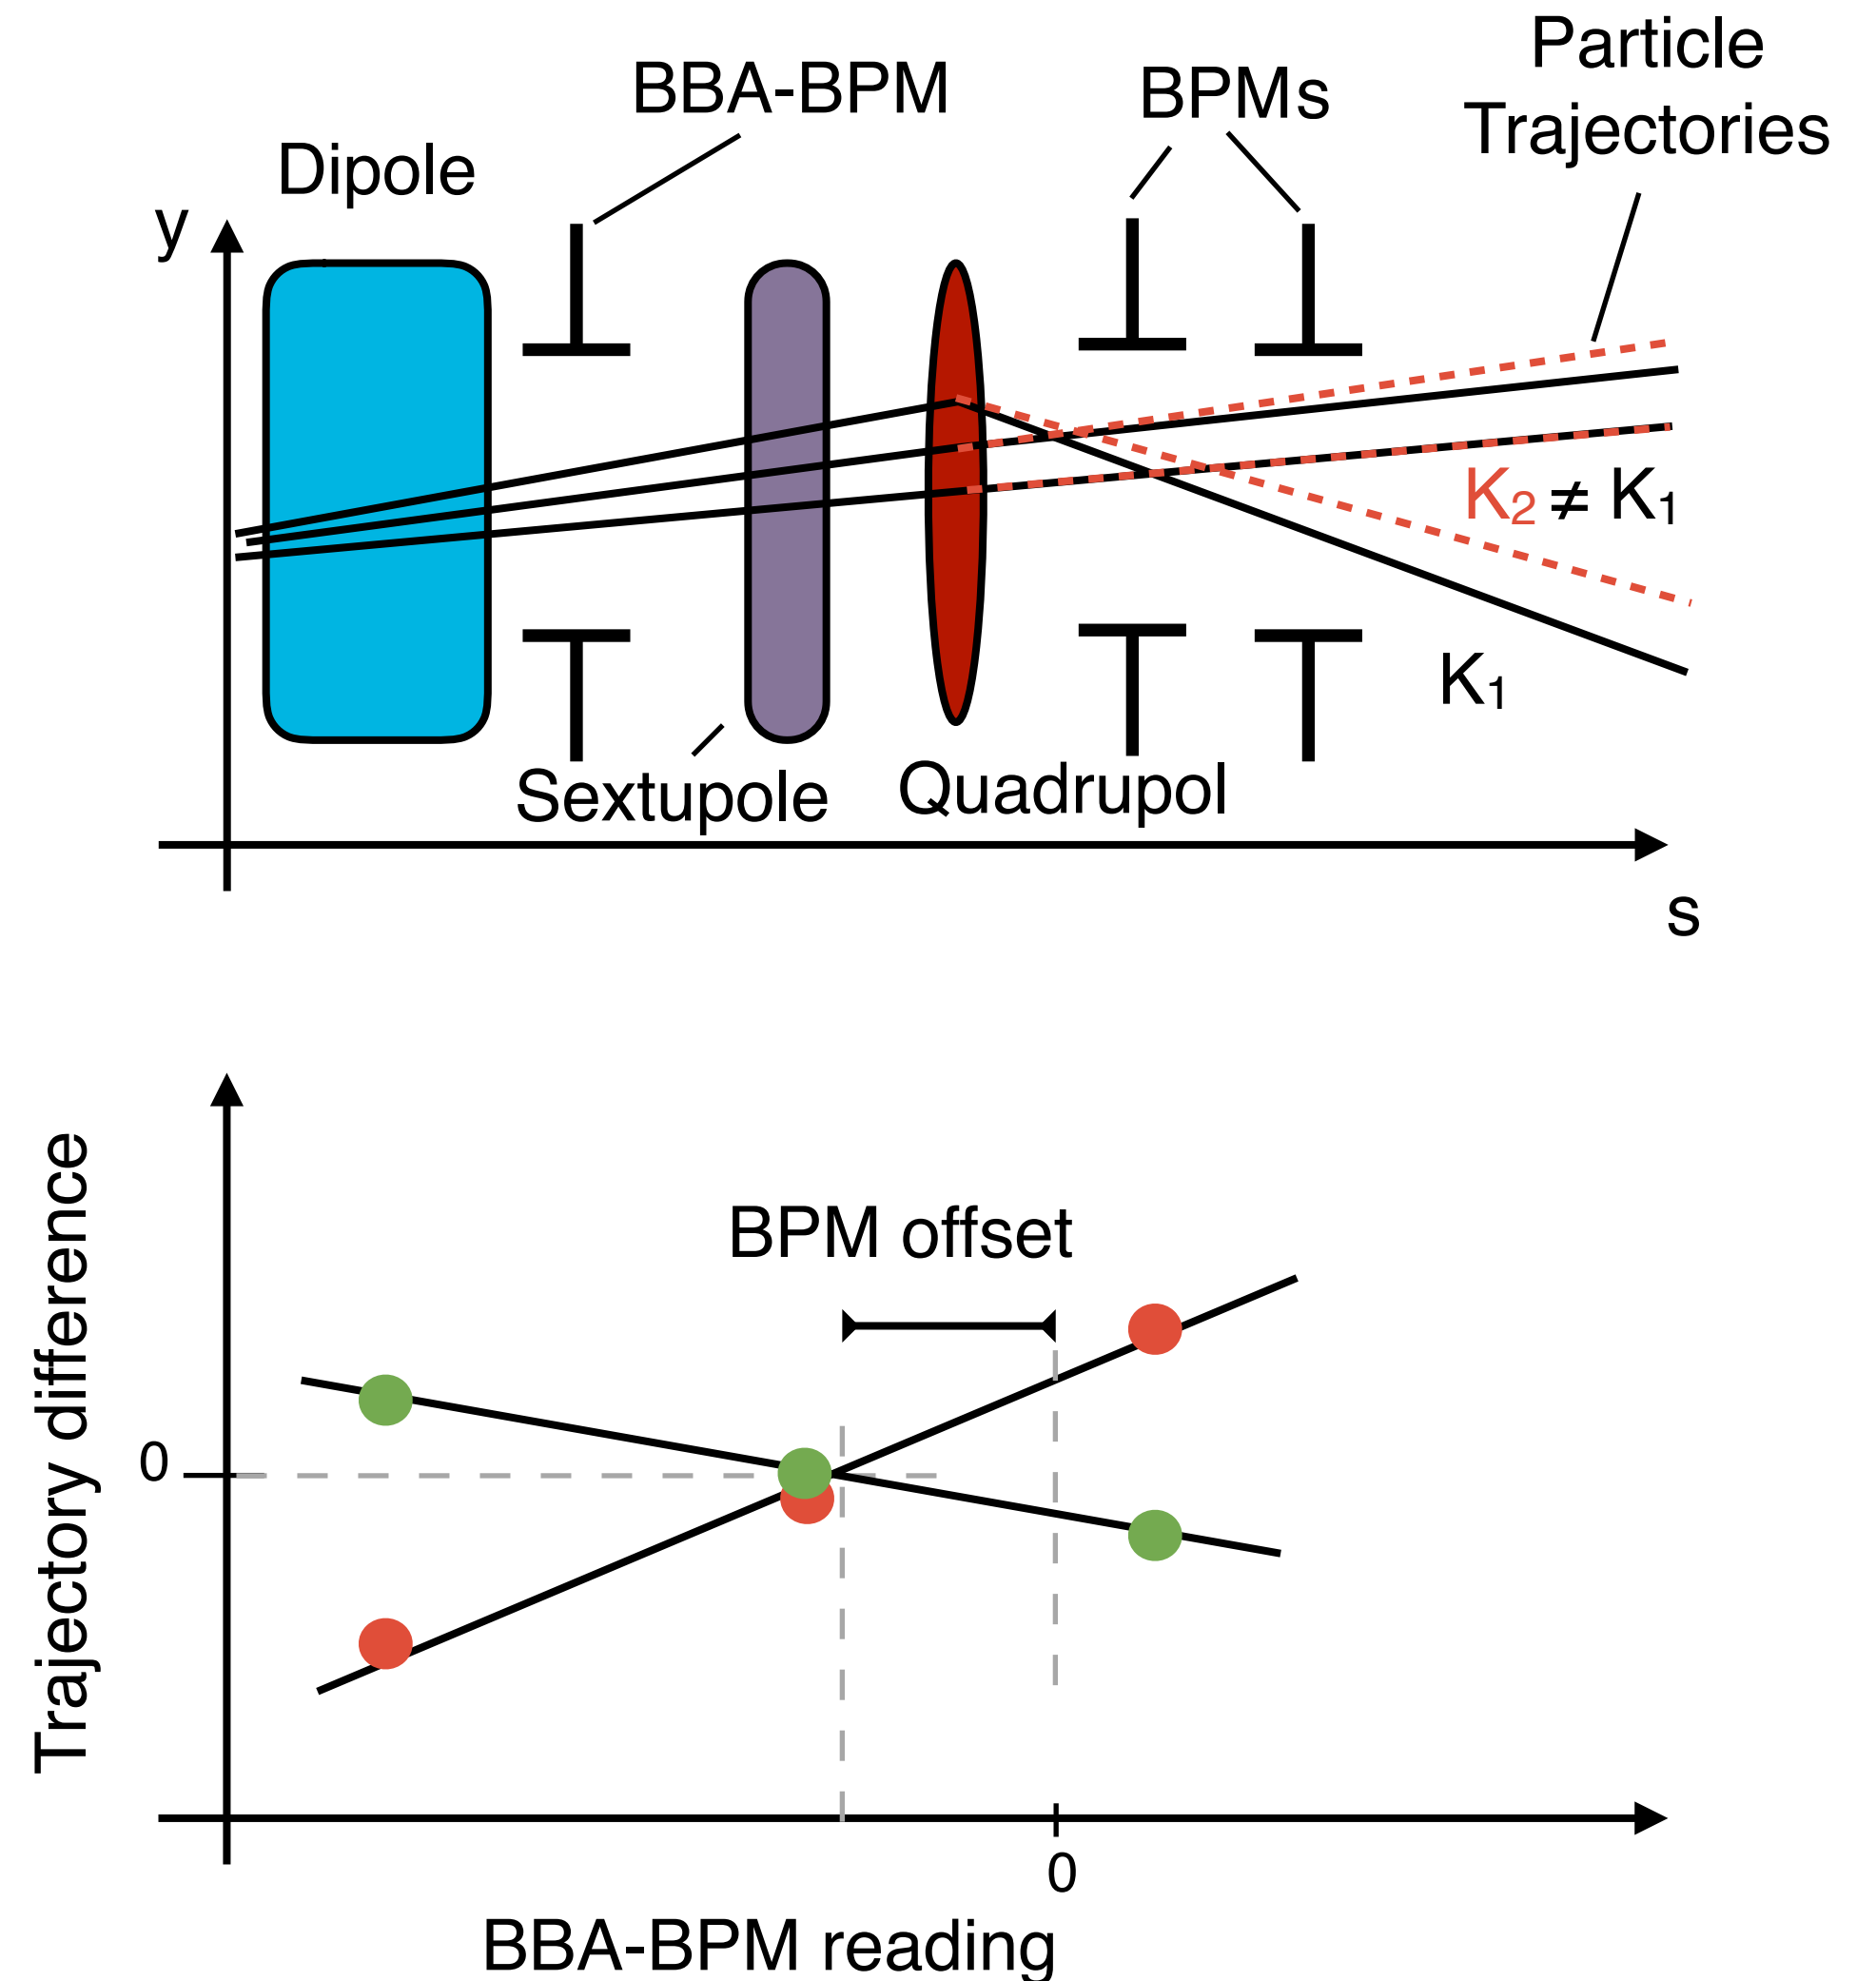 Particle
Trajectories
BBA-BPM
BPMs
Dipole
y
K₂ ≠ K₁
K₁
Sextupole
Quadrupol
s
Trajectory difference
BPM offset
0
0
BBA-BPM reading